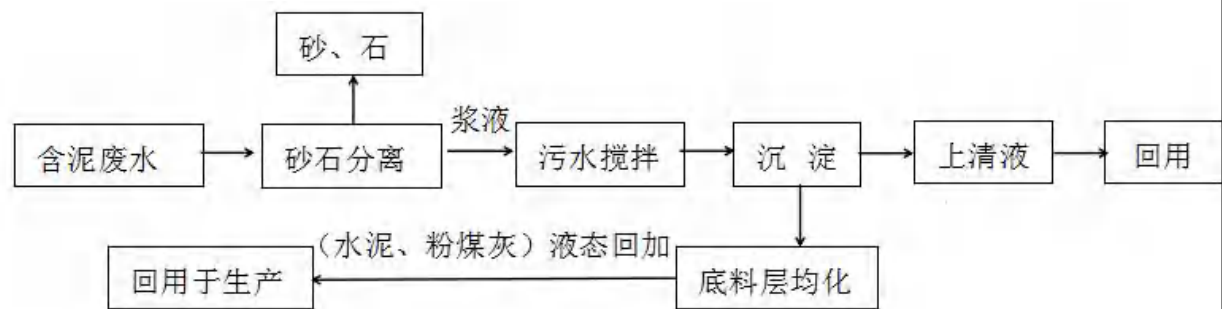 砂、石
浆液
含泥废水
砂石分离
污水搅拌
沉 淀
上清液
回用
（水泥、粉煤灰）液态回加
回用于生产
底料层均化